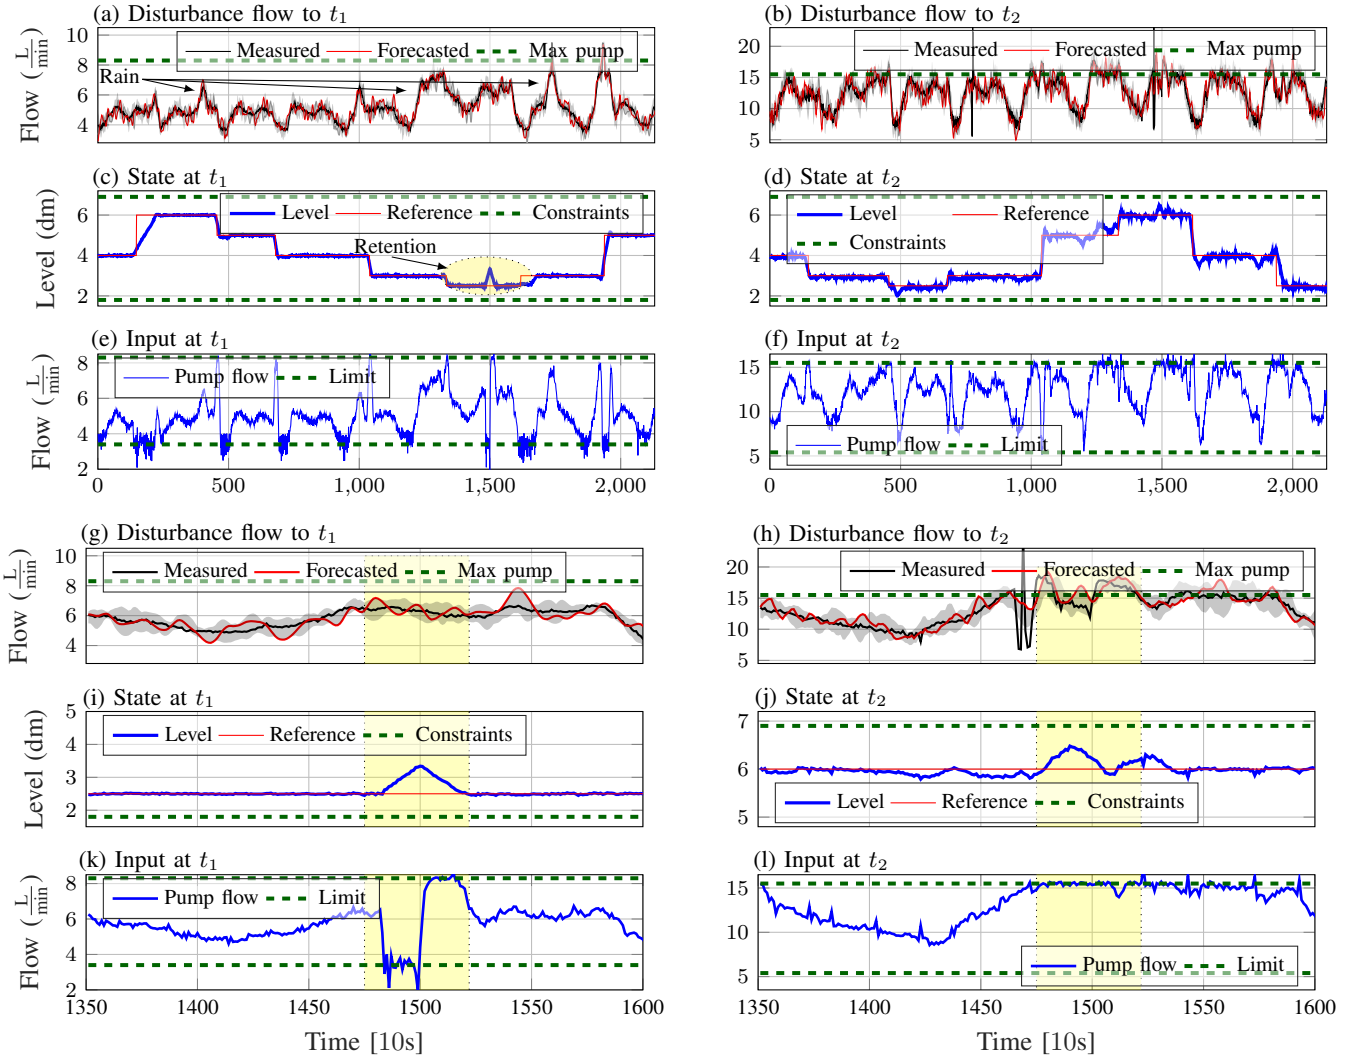 (a) Disturbance flow to t₁
Flow (L/min)
10
8
6
4
Measured Forecasted Max pump
Rain
(b) Disturbance flow to t₂
20
15
10
5
Measured Forecasted Max pump
(c) State at t₁
Level (dm)
6
4
2
Level Reference Constraints
Retention
(d) State at t₂
6
4
2
Level Reference
Constraints
(e) Input at t₁
Flow (L/min)
8
6
4
2
Pump flow Limit
0 500 1,000 1,500 2,000
(f) Input at t₂
15
10
5
Pump flow Limit
0 500 1,000 1,500 2,000
(g) Disturbance flow to t₁
Flow (L/min)
10
8
6
4
Measured Forecasted Max pump
(h) Disturbance flow to t₂
20
15
10
5
Measured Forecasted Max pump
(i) State at t₁
Level (dm)
5
4
3
2
Level Reference Constraints
(j) State at t₂
7
6
5
Level Reference Constraints
(k) Input at t₁
Flow (L/min)
8
6
4
2
Pump flow Limit
1350 1400 1450 1500 1550 1600
Time [10s]
(l) Input at t₂
15
10
5
Pump flow Limit
1350 1400 1450 1500 1550 1600
Time [10s]